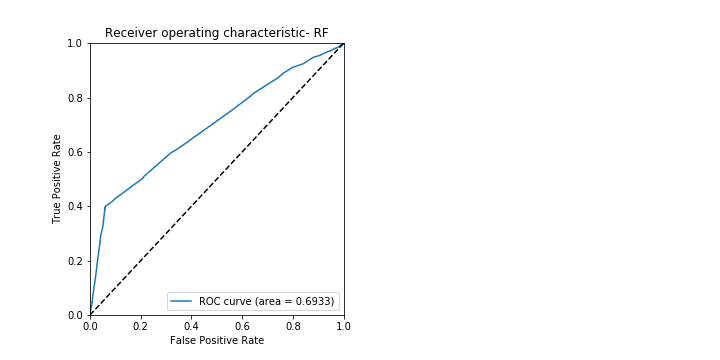 Receiver operating characteristic- RF
1.0
0.8
0.6
0.4
0.2
0.0
True Positive Rate
ROC curve (area = 0.6933)
0.0 0.2 0.4 0.6 0.8 1.0
False Positive Rate